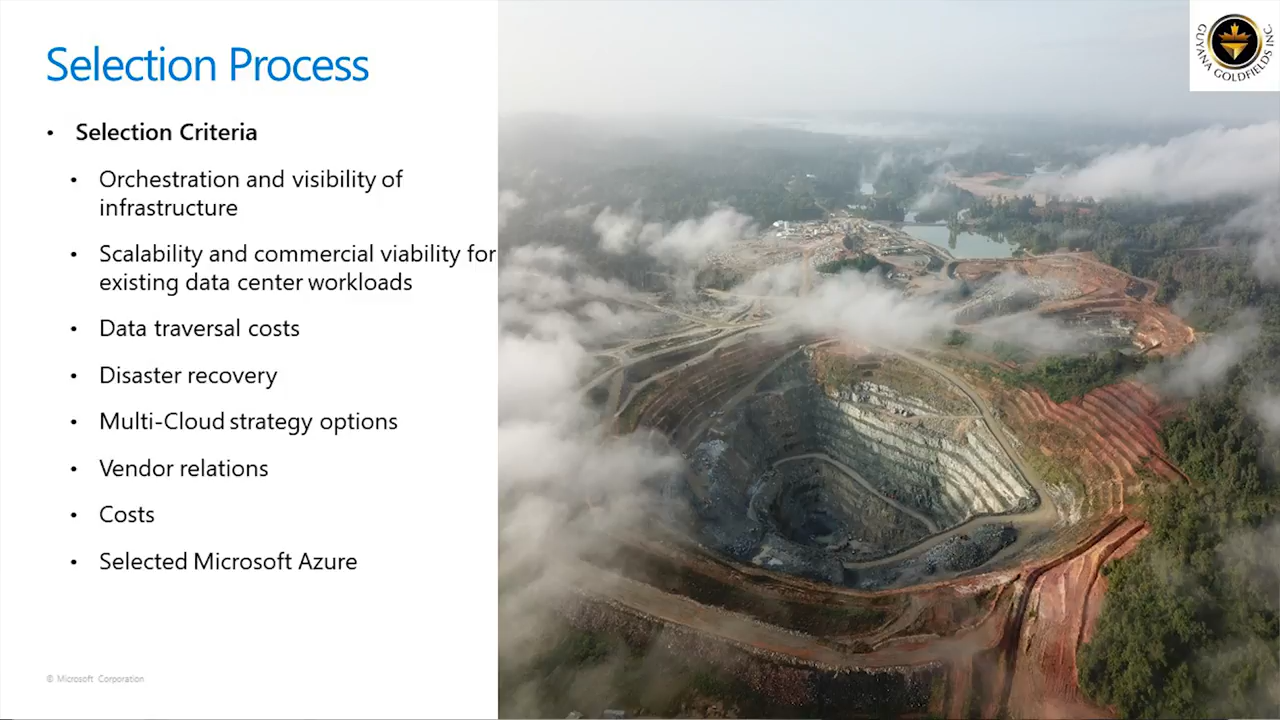 Selection Process
GUYANA GOLDFIELDS INC.
• Selection Criteria
• Orchestration and visibility of
infrastructure
• Scalability and commercial viability for
existing data center workloads
• Data traversal costs
• Disaster recovery
• Multi-Cloud strategy options
• Vendor relations
• Costs
• Selected Microsoft Azure
© Microsoft Corporation